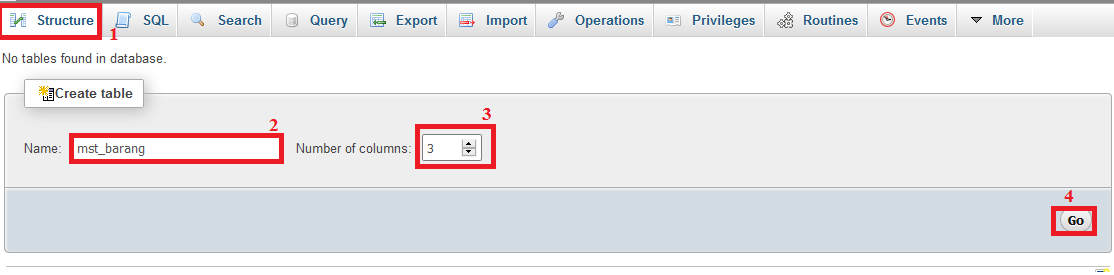 Structure SQL Search Query Export Import Operations Privileges Routines Events More
1
No tables found in database.
Create table
2 3
Name: mst_barang Number of columns: 3
4
Go